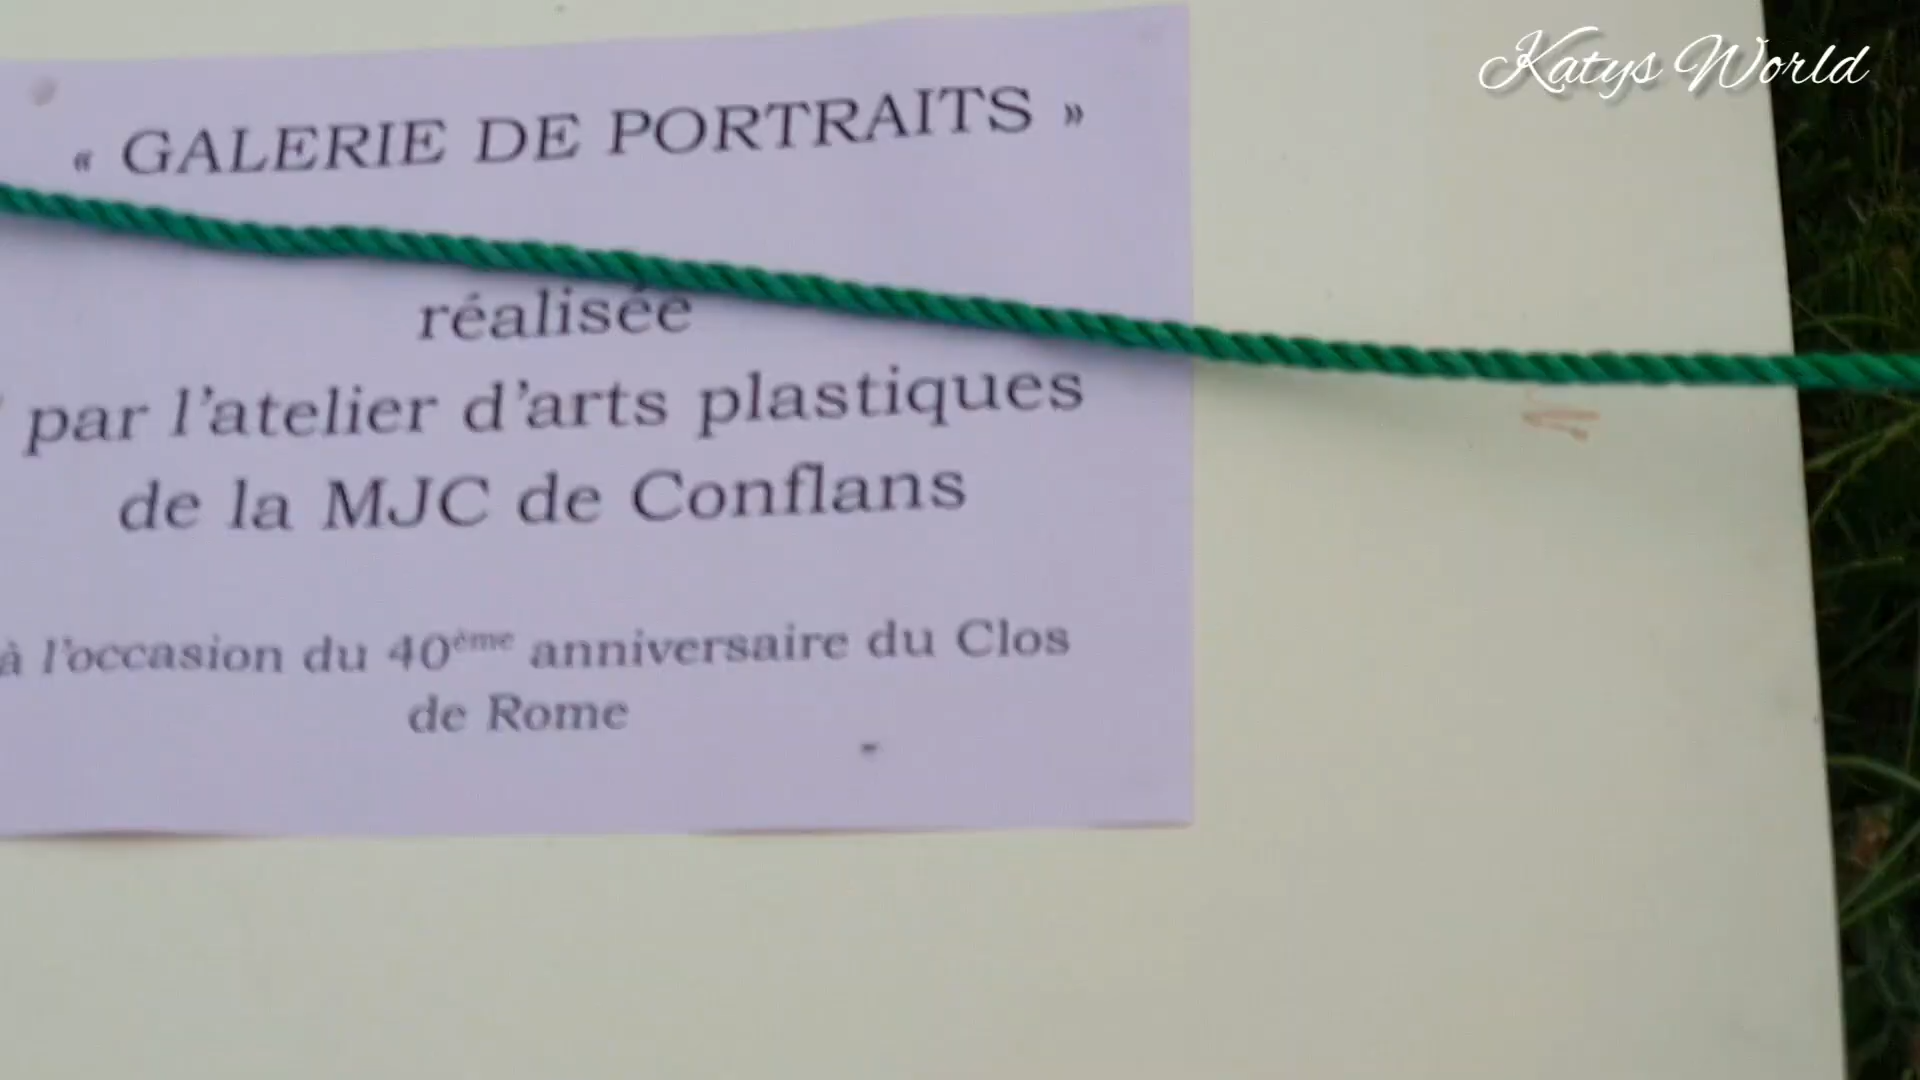 Katys World
« GALERIE DE PORTRAITS »
réalisée
par l'atelier d'arts plastiques
de la MJC de Conflans
à l'occasion du 40ème anniversaire du Clos
de Rome